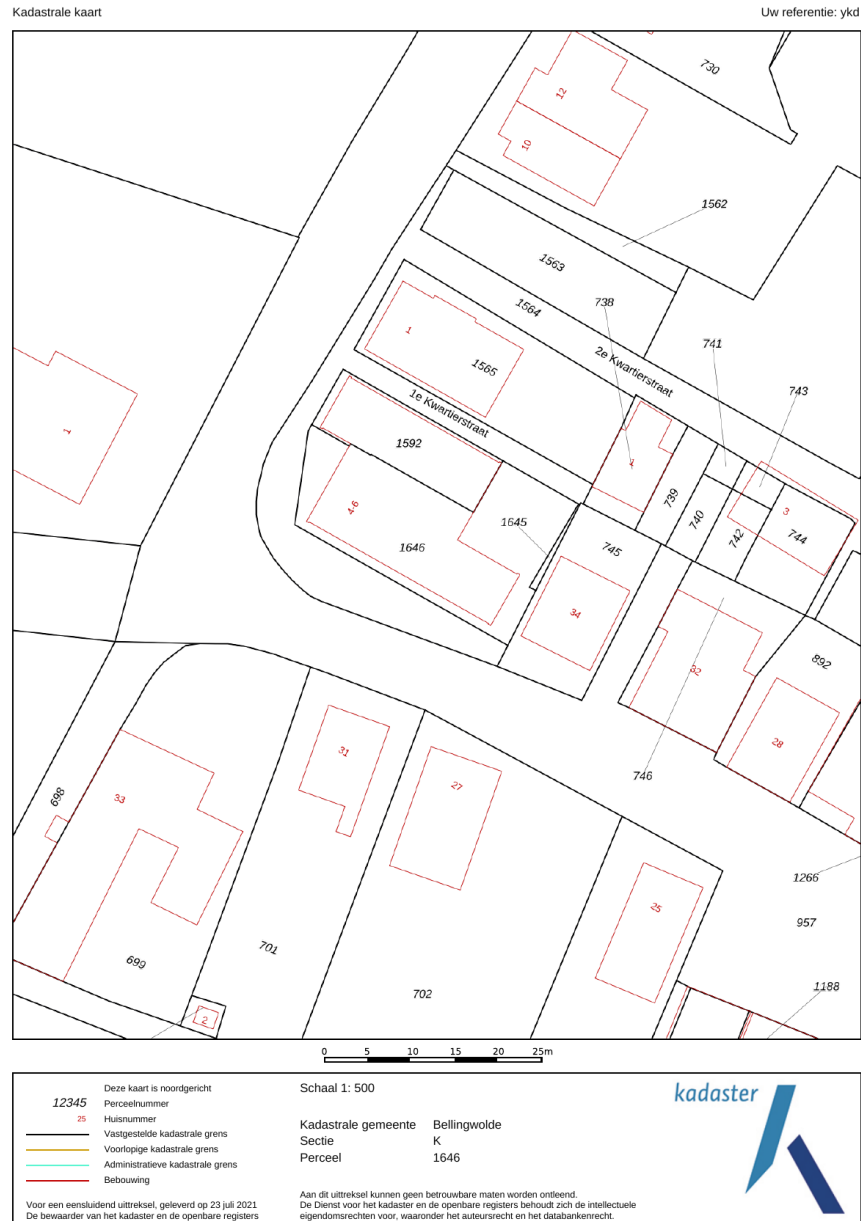 Kadastrale kaart
Uw referentie: ykd
730
12
10
1562
1563
738
1564
741
1
2e Kwartierstraat
743
1565
1e Kwartierstraat
1
1592
1
739
4-6
1645
740
3
742
744
1646
745
34
892
32
28
31
746
27
698
33
1266
25
957
701
699
702
1188
2
0 5 10 15 20 25m
Deze kaart is noordgericht
12345 Perceelnummer
25 Huisnummer
Vastgestelde kadastrale grens
Voorlopige kadastrale grens
Administratieve kadastrale grens
Bebouwing
Voor een eensluidend uittreksel, geleverd op 23 juli 2021
De bewaarder van het kadaster en de openbare registers
Schaal 1: 500
Kadastrale gemeente Bellingwolde
Sectie K
Perceel 1646
Aan dit uittreksel kunnen geen betrouwbare maten worden ontleend.
De Dienst voor het kadaster en de openbare registers behoudt zich de intellectuele
eigendomsrechten voor, waaronder het auteursrecht en het databankenrecht.
kadaster